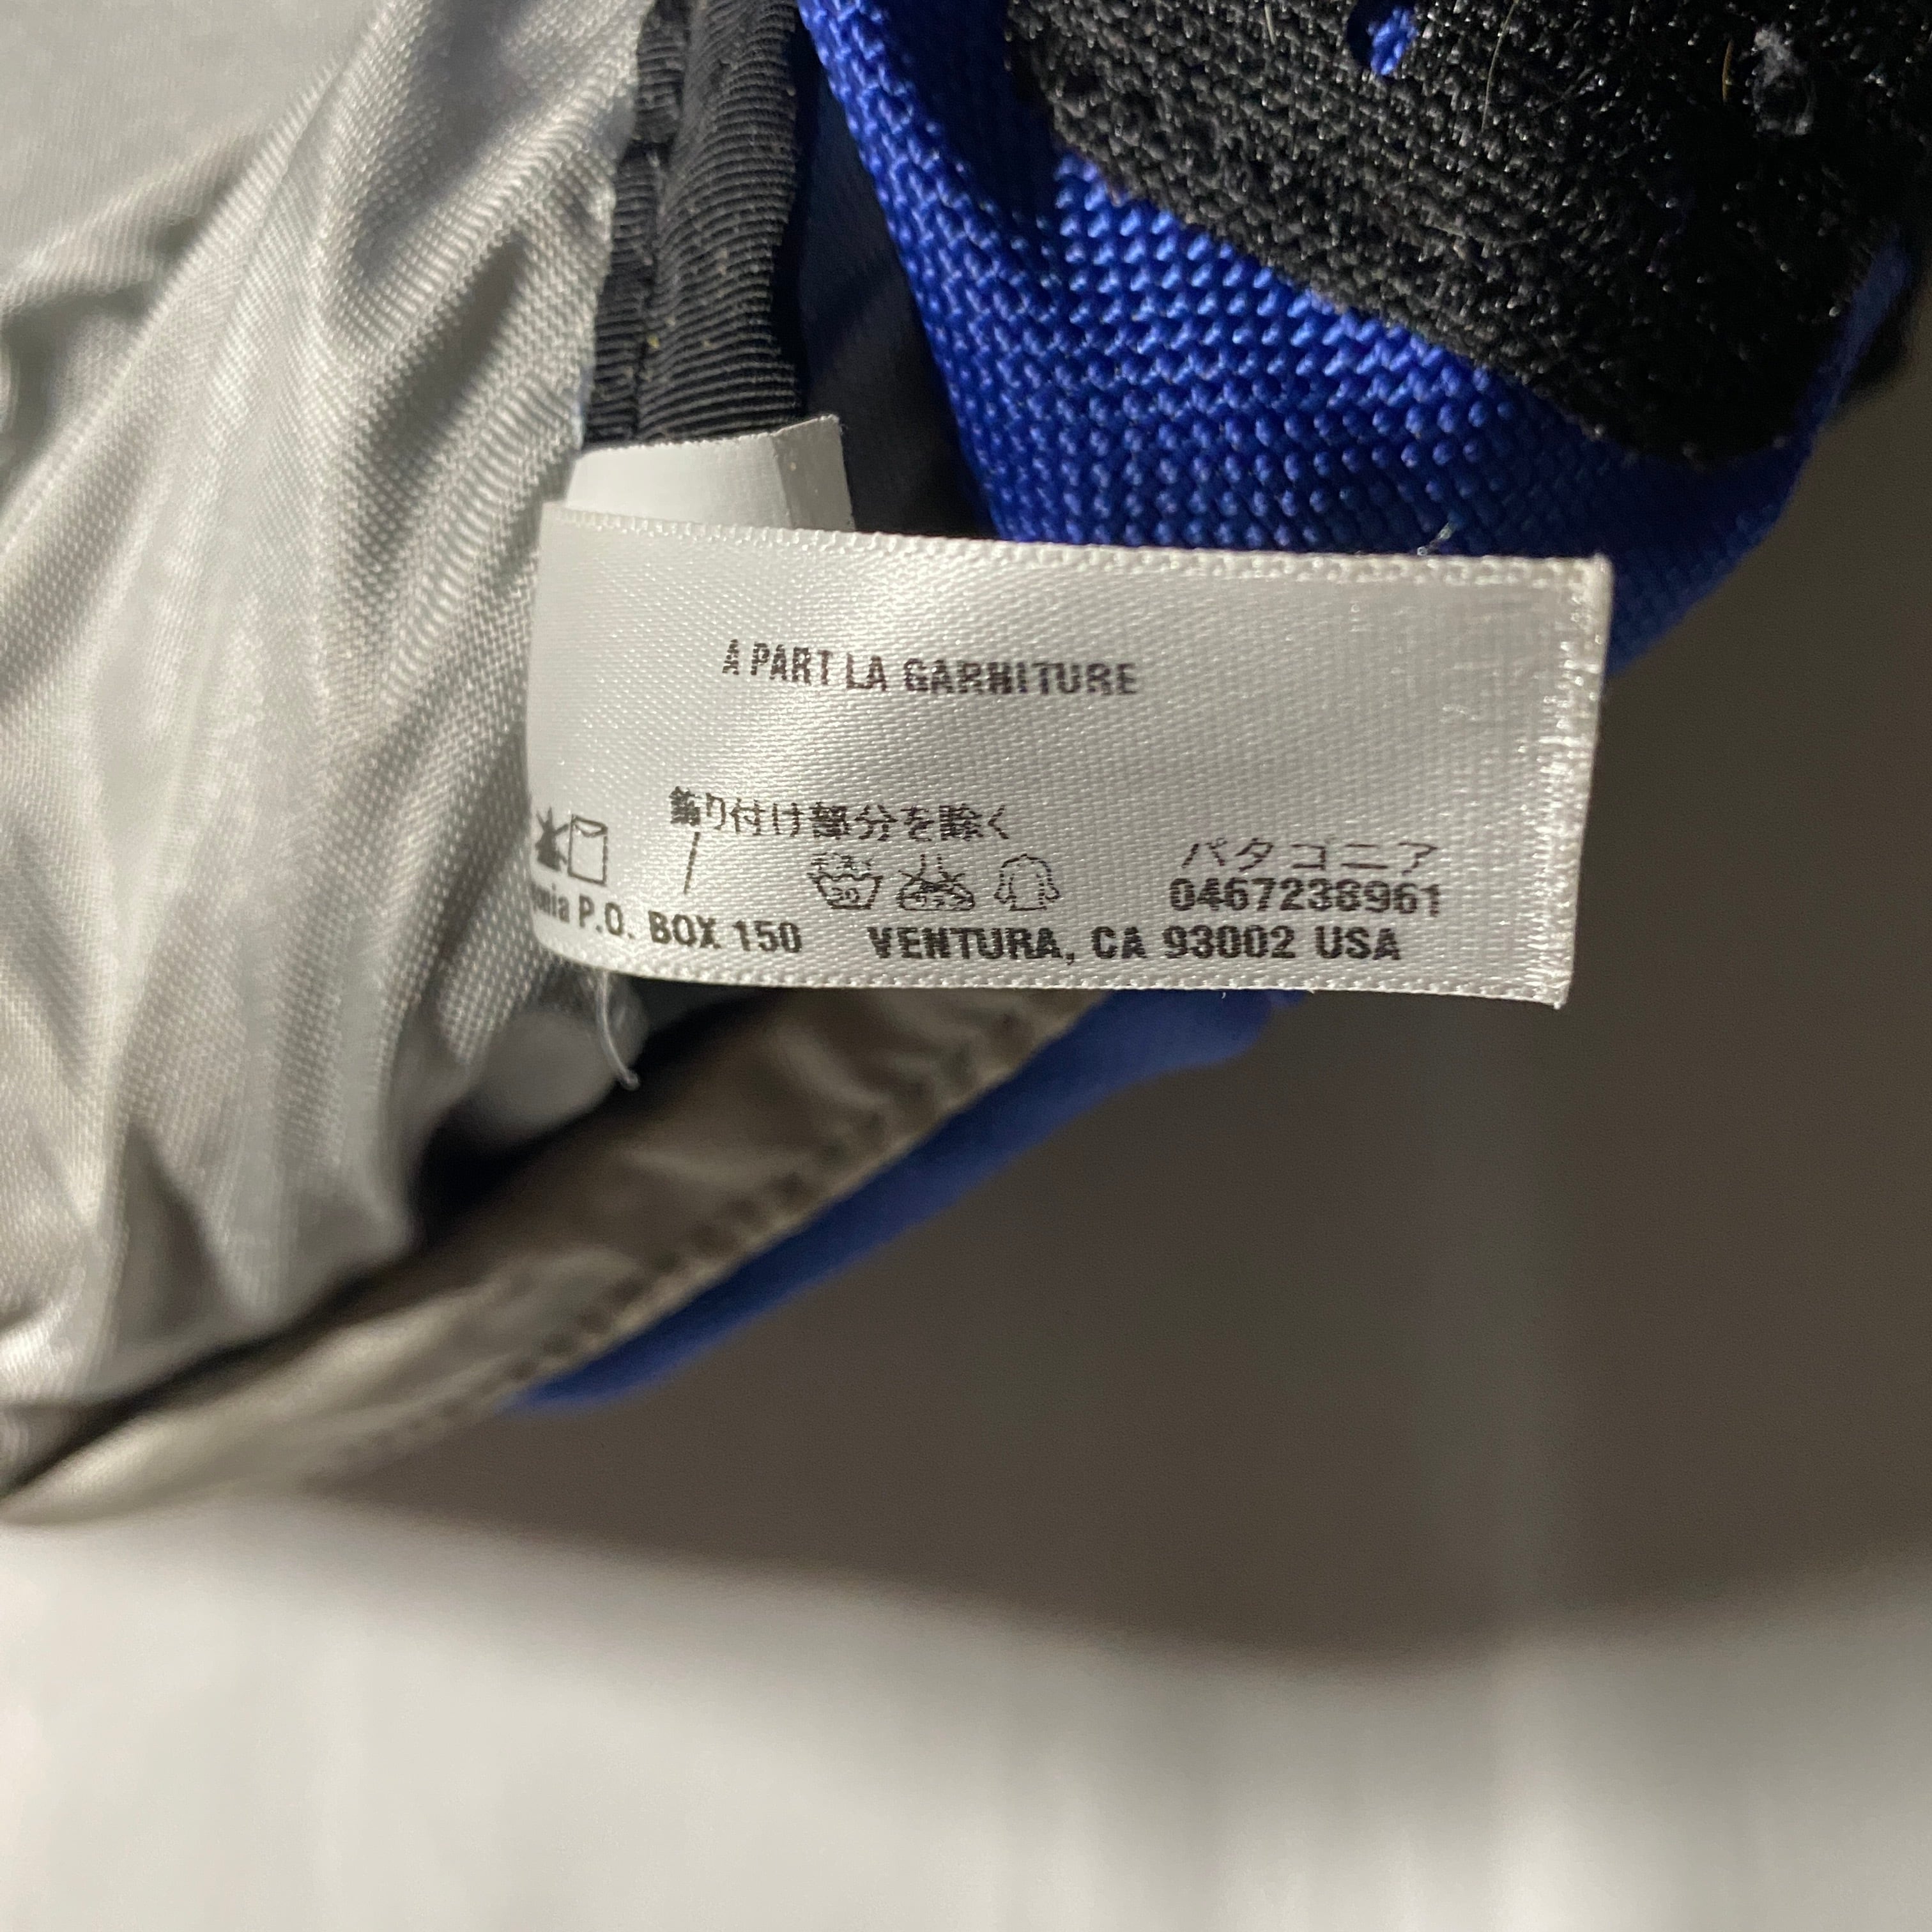 A PART LA GARNITURE
飾り付け部分を除く
30
パタゴニア
0467238961
P.O. BOX 150 VENTURA, CA 93002 USA